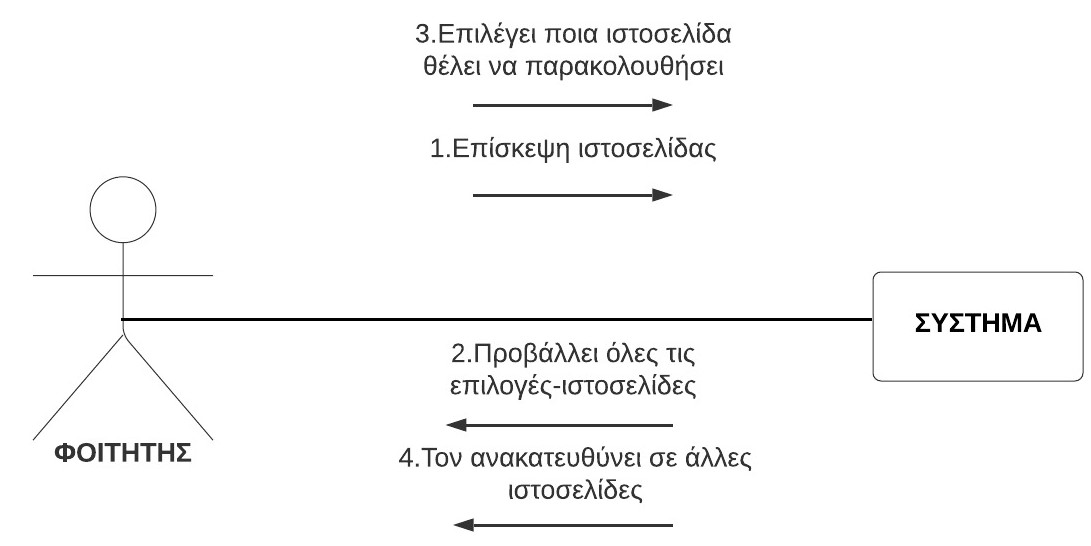 3.Επιλέγει ποια ιστοσελίδα
θέλει να παρακολουθήσει
1.Επίσκεψη ιστοσελίδας
ΣΥΣΤΗΜΑ
2.Προβάλλει όλες τις
επιλογές-ιστοσελίδες
ΦΟΙΤΗΤΗΣ
4.Τον ανακατευθύνει σε άλλες
ιστοσελίδες